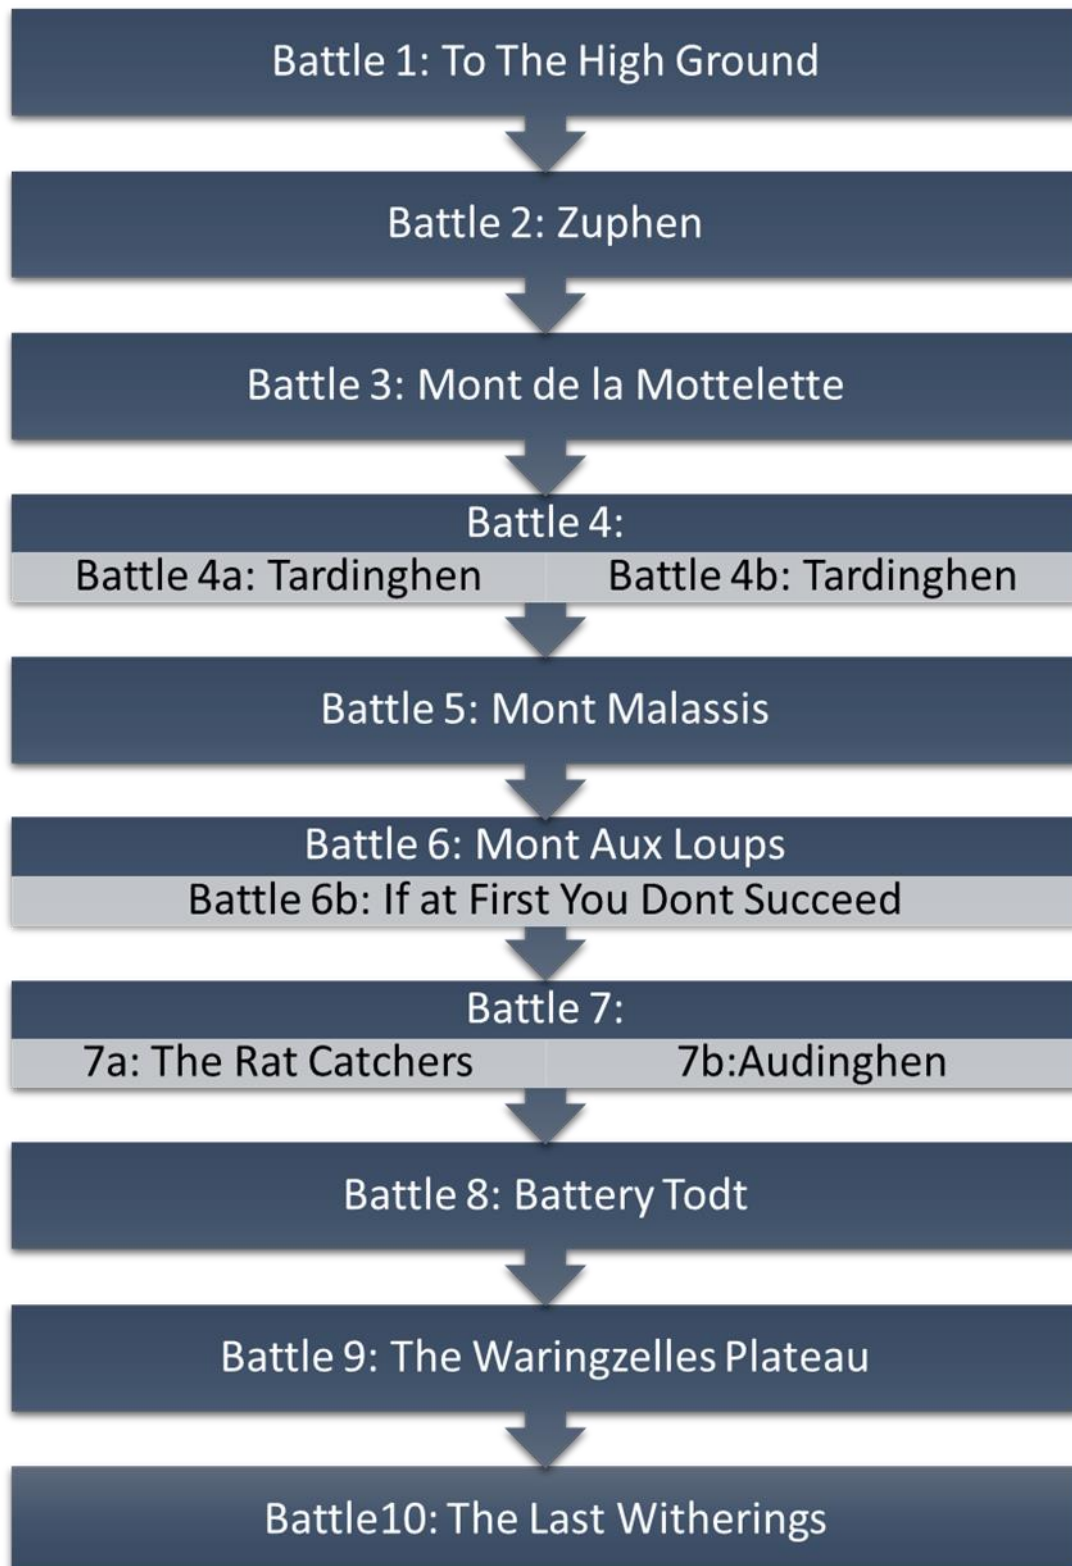 Battle 1: To The High Ground
Battle 2: Zuphen
Battle 3: Mont de la Mottelette
Battle 4:
Battle 4a: Tardinghen
Battle 4b: Tardinghen
Battle 5: Mont Malassis
Battle 6: Mont Aux Loups
Battle 6b: If at First You Dont Succeed
Battle 7:
7a: The Rat Catchers
7b:Audinghen
Battle 8: Battery Todt
Battle 9: The Waringzelles Plateau
Battle10: The Last Witherings